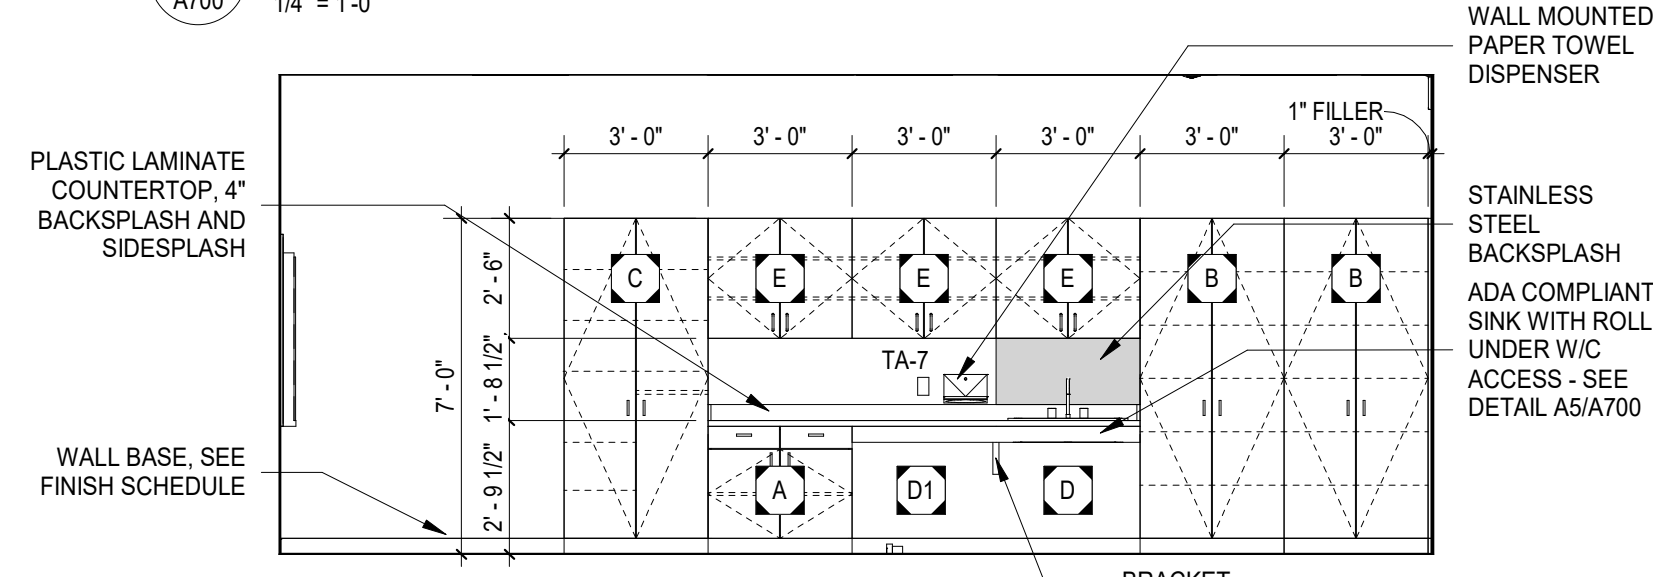 A700
1/4" = 1'-0"
WALL MOUNTED
PAPER TOWEL
DISPENSER
1" FILLER
3' - 0"
3' - 0"
3' - 0"
3' - 0"
3' - 0"
3' - 0"
PLASTIC LAMINATE
COUNTERTOP, 4"
BACKSPLASH AND
SIDESPLASH
STAINLESS
STEEL
BACKSPLASH
2' - 6"
C
E
E
E
B
B
ADA COMPLIANT
SINK WITH ROLL
UNDER W/C
ACCESS - SEE
DETAIL A5/A700
7' - 0"
1' - 8 1/2"
TA-7
WALL BASE, SEE
FINISH SCHEDULE
2' - 9 1/2"
A
D1
D
BRACKET